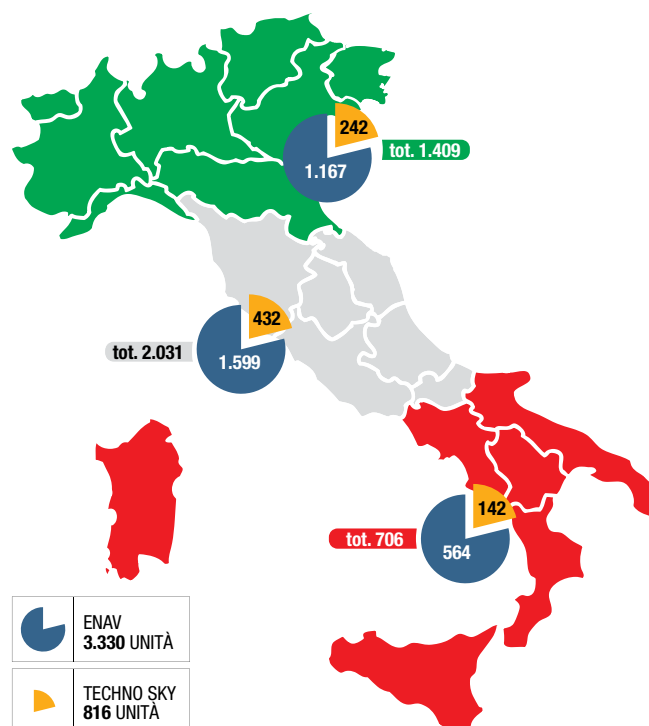 242
1.167
tot. 1.409
432
tot. 2.031
1.599
142
tot. 706
564
ENAV
3.330 UNITÀ
TECHNO SKY
816 UNITÀ